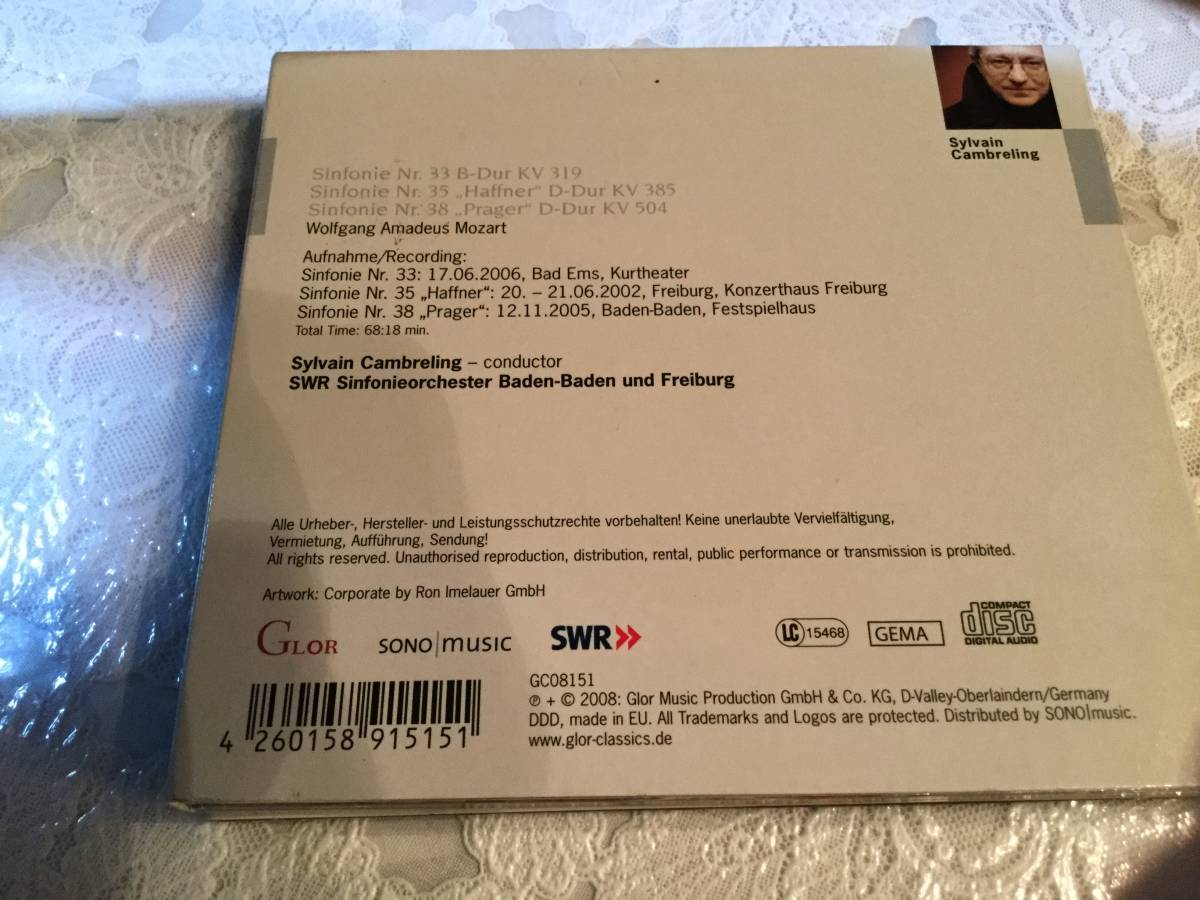 Sylvain
Cambreling
Sinfonie Nr. 33 B-Dur KV 319
Sinfonie Nr. 35 „Haffner“ D-Dur KV 385
Sinfonie Nr. 38 „Prager“ D-Dur KV 504
Wolfgang Amadeus Mozart
Aufnahme/Recording:
Sinfonie Nr. 33: 17.06.2006, Bad Ems, Kurtheater
Sinfonie Nr. 35 „Haffner“: 20. – 21.06.2002, Freiburg, Konzerthaus Freiburg
Sinfonie Nr. 38 „Prager“: 12.11.2005, Baden-Baden, Festspielhaus
Total Time: 68:18 min.
Sylvain Cambreling – conductor
SWR Sinfonieorchester Baden-Baden und Freiburg
Alle Urheber-, Hersteller- und Leistungsschutzrechte vorbehalten! Keine unerlaubte Vervielfältigung,
Vermietung, Aufführung, Sendung!
All rights reserved. Unauthorised reproduction, distribution, rental, public performance or transmission is prohibited.
Artwork: Corporate by Ron Imelauer GmbH
GLOR SONO|music SWR LC 15468 GEMA COMPACT disc DIGITAL AUDIO
GC08151
℗ + © 2008: Glor Music Production GmbH & Co. KG, D-Valley-Oberlaindern/Germany
DDD, made in EU. All Trademarks and Logos are protected. Distributed by SONO|music.
www.glor-classics.de
4 260158 915151